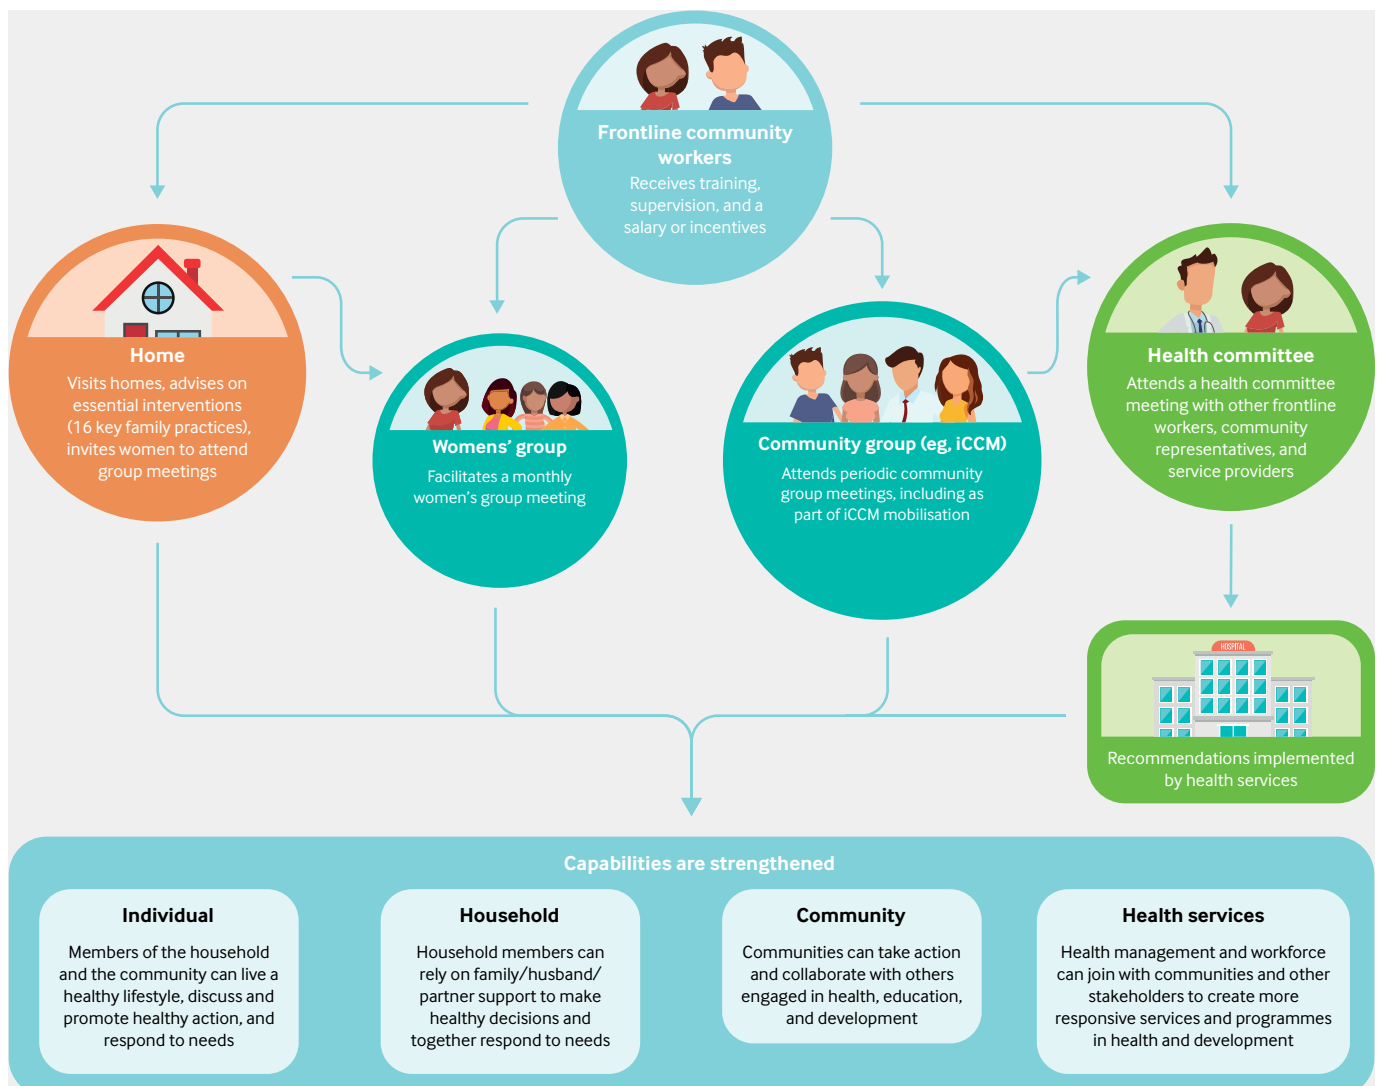 Frontline community
workers
Receives training,
supervision, and a
salary or incentives
Home
Visits homes, advises on
essential interventions
(16 key family practices),
invites women to attend
group meetings
Womens’ group
Facilitates a monthly
women’s group meeting
Community group (eg, iCCM)
Attends periodic community
group meetings, including as
part of iCCM mobilisation
Health committee
Attends a health committee
meeting with other frontline
workers, community
representatives, and
service providers
HOSPITAL
Recommendations implemented
by health services
Capabilities are strengthened
Individual
Members of the household
and the community can live a
healthy lifestyle, discuss and
promote healthy action, and
respond to needs
Household
Household members can
rely on family/husband/
partner support to make
healthy decisions and
together respond to needs
Community
Communities can take action
and collaborate with others
engaged in health, education,
and development
Health services
Health management and workforce
can join with communities and other
stakeholders to create more
responsive services and programmes
in health and development